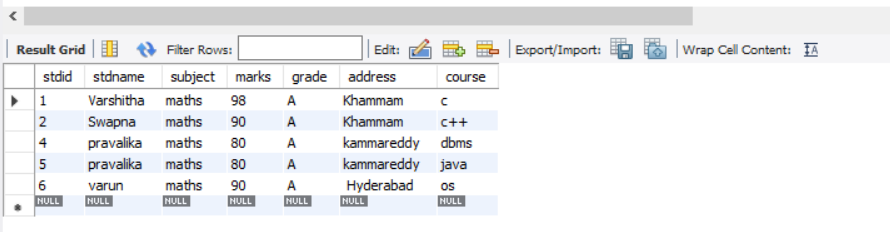 Result Grid Filter Rows: Edit: Export/Import: Wrap Cell Content: IA
stdid stdname subject marks grade address course
1 Varshitha maths 98 A Khammam c
2 Swapna maths 90 A Khammam c++
4 pravalika maths 80 A kammareddy dbms
5 pravalika maths 80 A kammareddy java
6 varun maths 90 A Hyderabad os
NULL NULL NULL NULL NULL NULL NULL